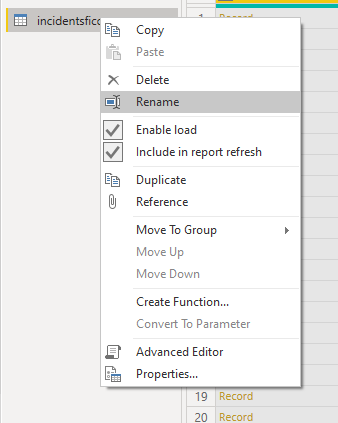 1 Record
incidentsfico
Copy
Paste
Delete
Rename
Enable load
Include in report refresh
Duplicate
Reference
Move To Group
Move Up
Move Down
Create Function...
Convert To Parameter
Advanced Editor
Properties...
19 Record
20 Record